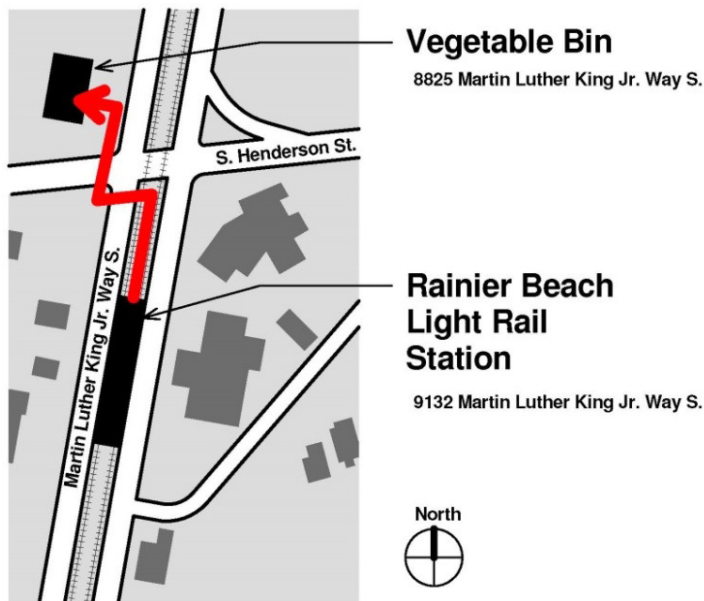 Vegetable Bin
8825 Martin Luther King Jr. Way S.
S. Henderson St.
Martin Luther King Jr. Way S.
Rainier Beach
Light Rail
Station
9132 Martin Luther King Jr. Way S.
North